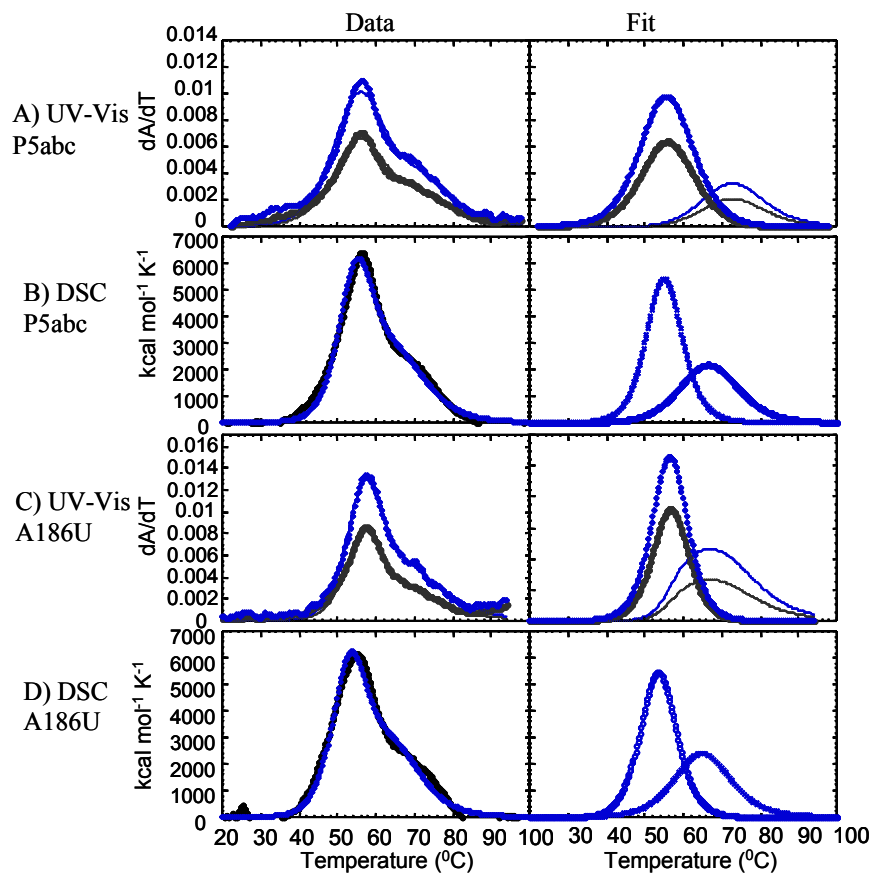 Data Fit
A) UV-Vis
P5abc
dA/dT
0.014
0.012
0.01
0.008
0.006
0.004
0.002
0
B) DSC
P5abc
kcal mol-1 K-1
7000
6000
5000
4000
3000
2000
1000
0
C) UV-Vis
A186U
dA/dT
0.016
0.014
0.012
0.01
0.008
0.006
0.004
0.002
0
D) DSC
A186U
kcal mol-1 K-1
7000
6000
5000
4000
3000
2000
1000
0
20 30 40 50 60 70 80 90 100 30 40 50 60 70 80 90 100
Temperature (0C) Temperature (0C)